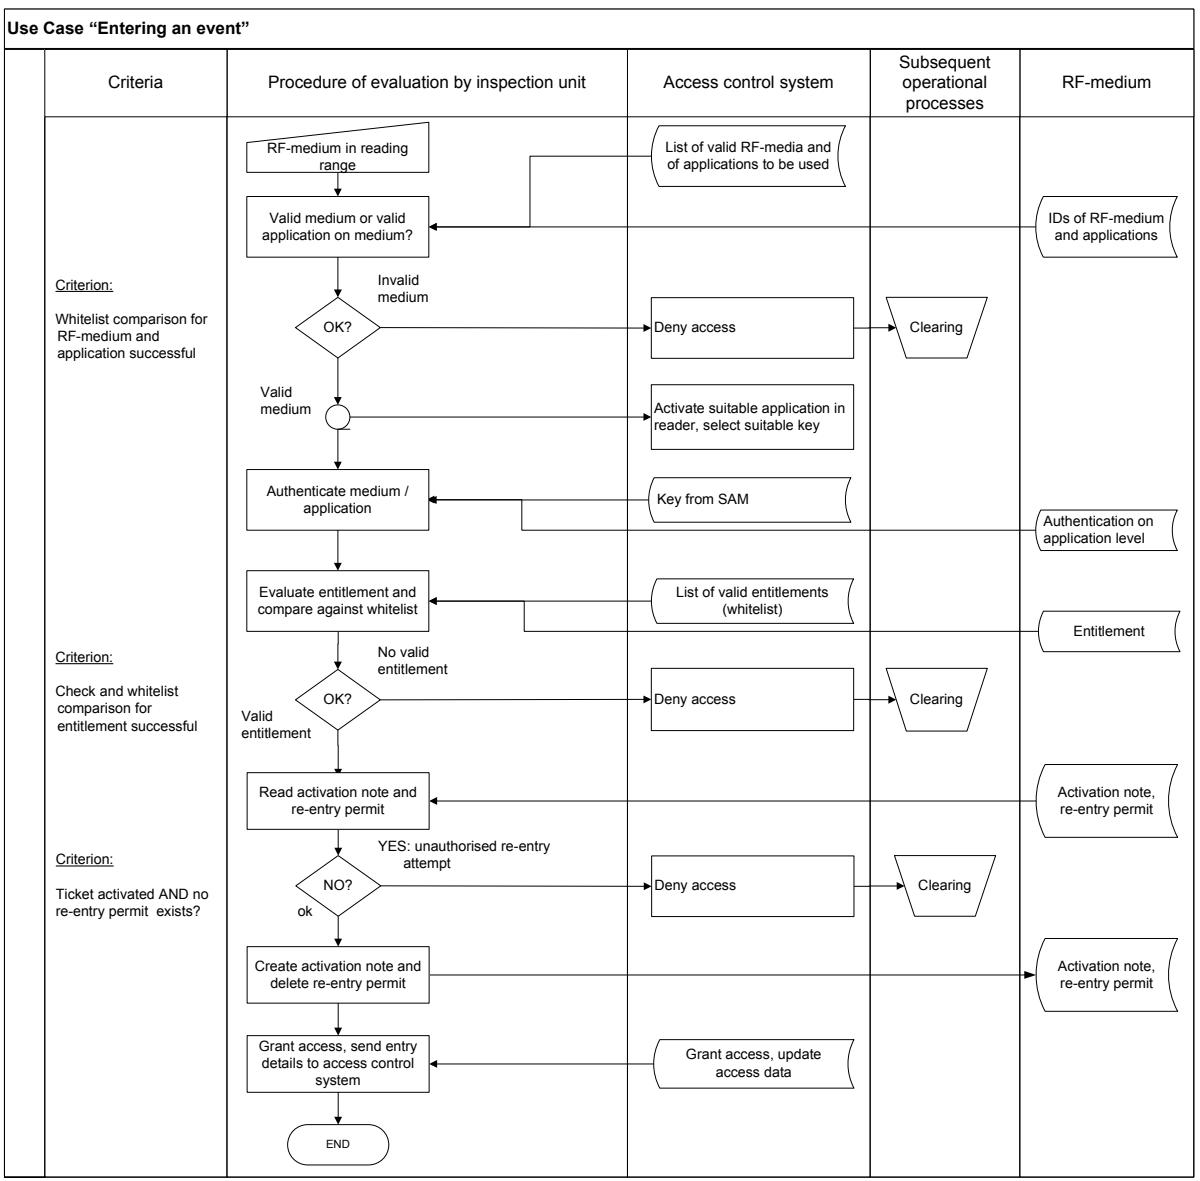 Use Case “Entering an event”
Criteria
Procedure of evaluation by inspection unit
Access control system
Subsequent
operational
processes
RF-medium
RF-medium in reading
range
List of valid RF-media and
of applications to be used
Valid medium or valid
application on medium?
IDs of RF-medium
and applications
Criterion:
Whitelist comparison for
RF-medium and
application successful
Invalid
medium
OK?
Deny access
Clearing
Valid
medium
Activate suitable application in
reader, select suitable key
Authenticate medium /
application
Key from SAM
Authentication on
application level
Evaluate entitlement and
compare against whitelist
List of valid entitlements
(whitelist)
Entitlement
Criterion:
Check and whitelist
comparison for
entitlement successful
No valid
entitlement
OK?
Deny access
Clearing
Valid
entitlement
Read activation note and
re-entry permit
Activation note,
re-entry permit
Criterion:
Ticket activated AND no
re-entry permit exists?
YES: unauthorised re-entry
attempt
NO?
Deny access
Clearing
ok
Create activation note and
delete re-entry permit
Activation note,
re-entry permit
Grant access, send entry
details to access control
system
Grant access, update
access data
END